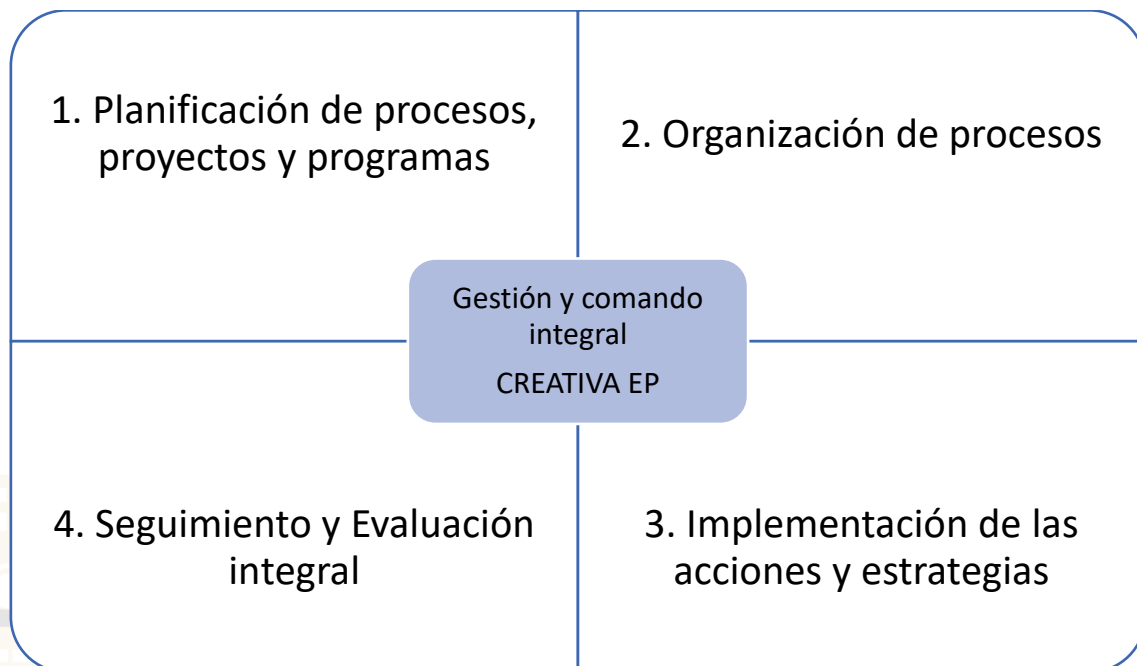 1. Planificación de procesos,
proyectos y programas
2. Organización de procesos
Gestión y comando
integral
CREATIVA EP
4. Seguimiento y Evaluación
integral
3. Implementación de las
acciones y estrategias